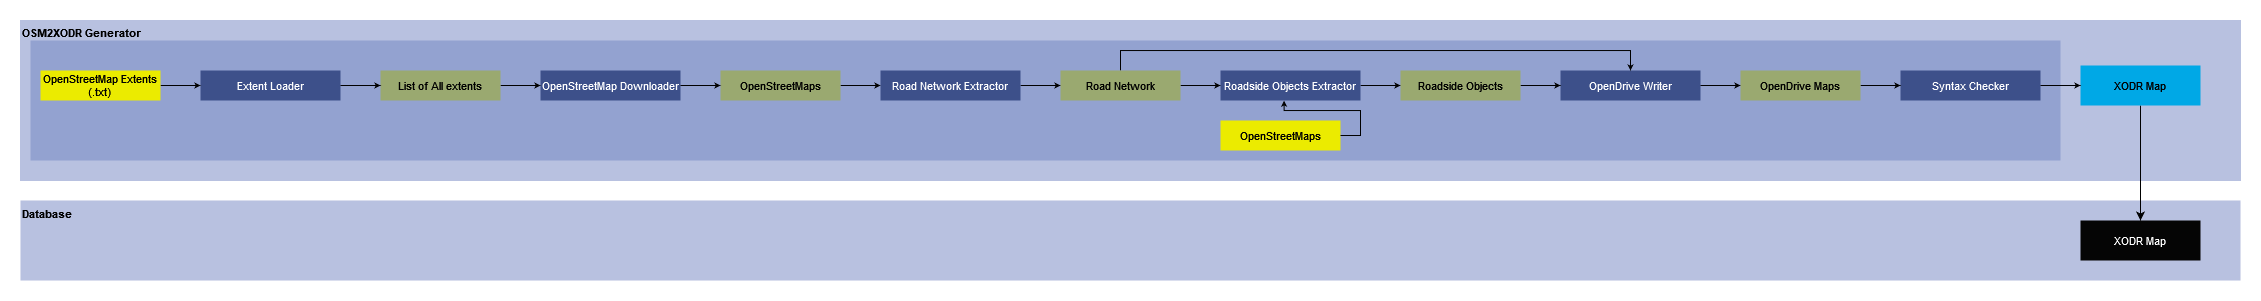 OSM2XODR Generator
OpenStreetMap Extents
(.txt)
Extent Loader
List of All extents
OpenStreetMap Downloader
OpenStreetMaps
Road Network Extractor
Road Network
Roadside Objects Extractor
Roadside Objects
OpenDrive Writer
OpenDrive Maps
Syntax Checker
XODR Map
OpenStreetMaps
Database
XODR Map